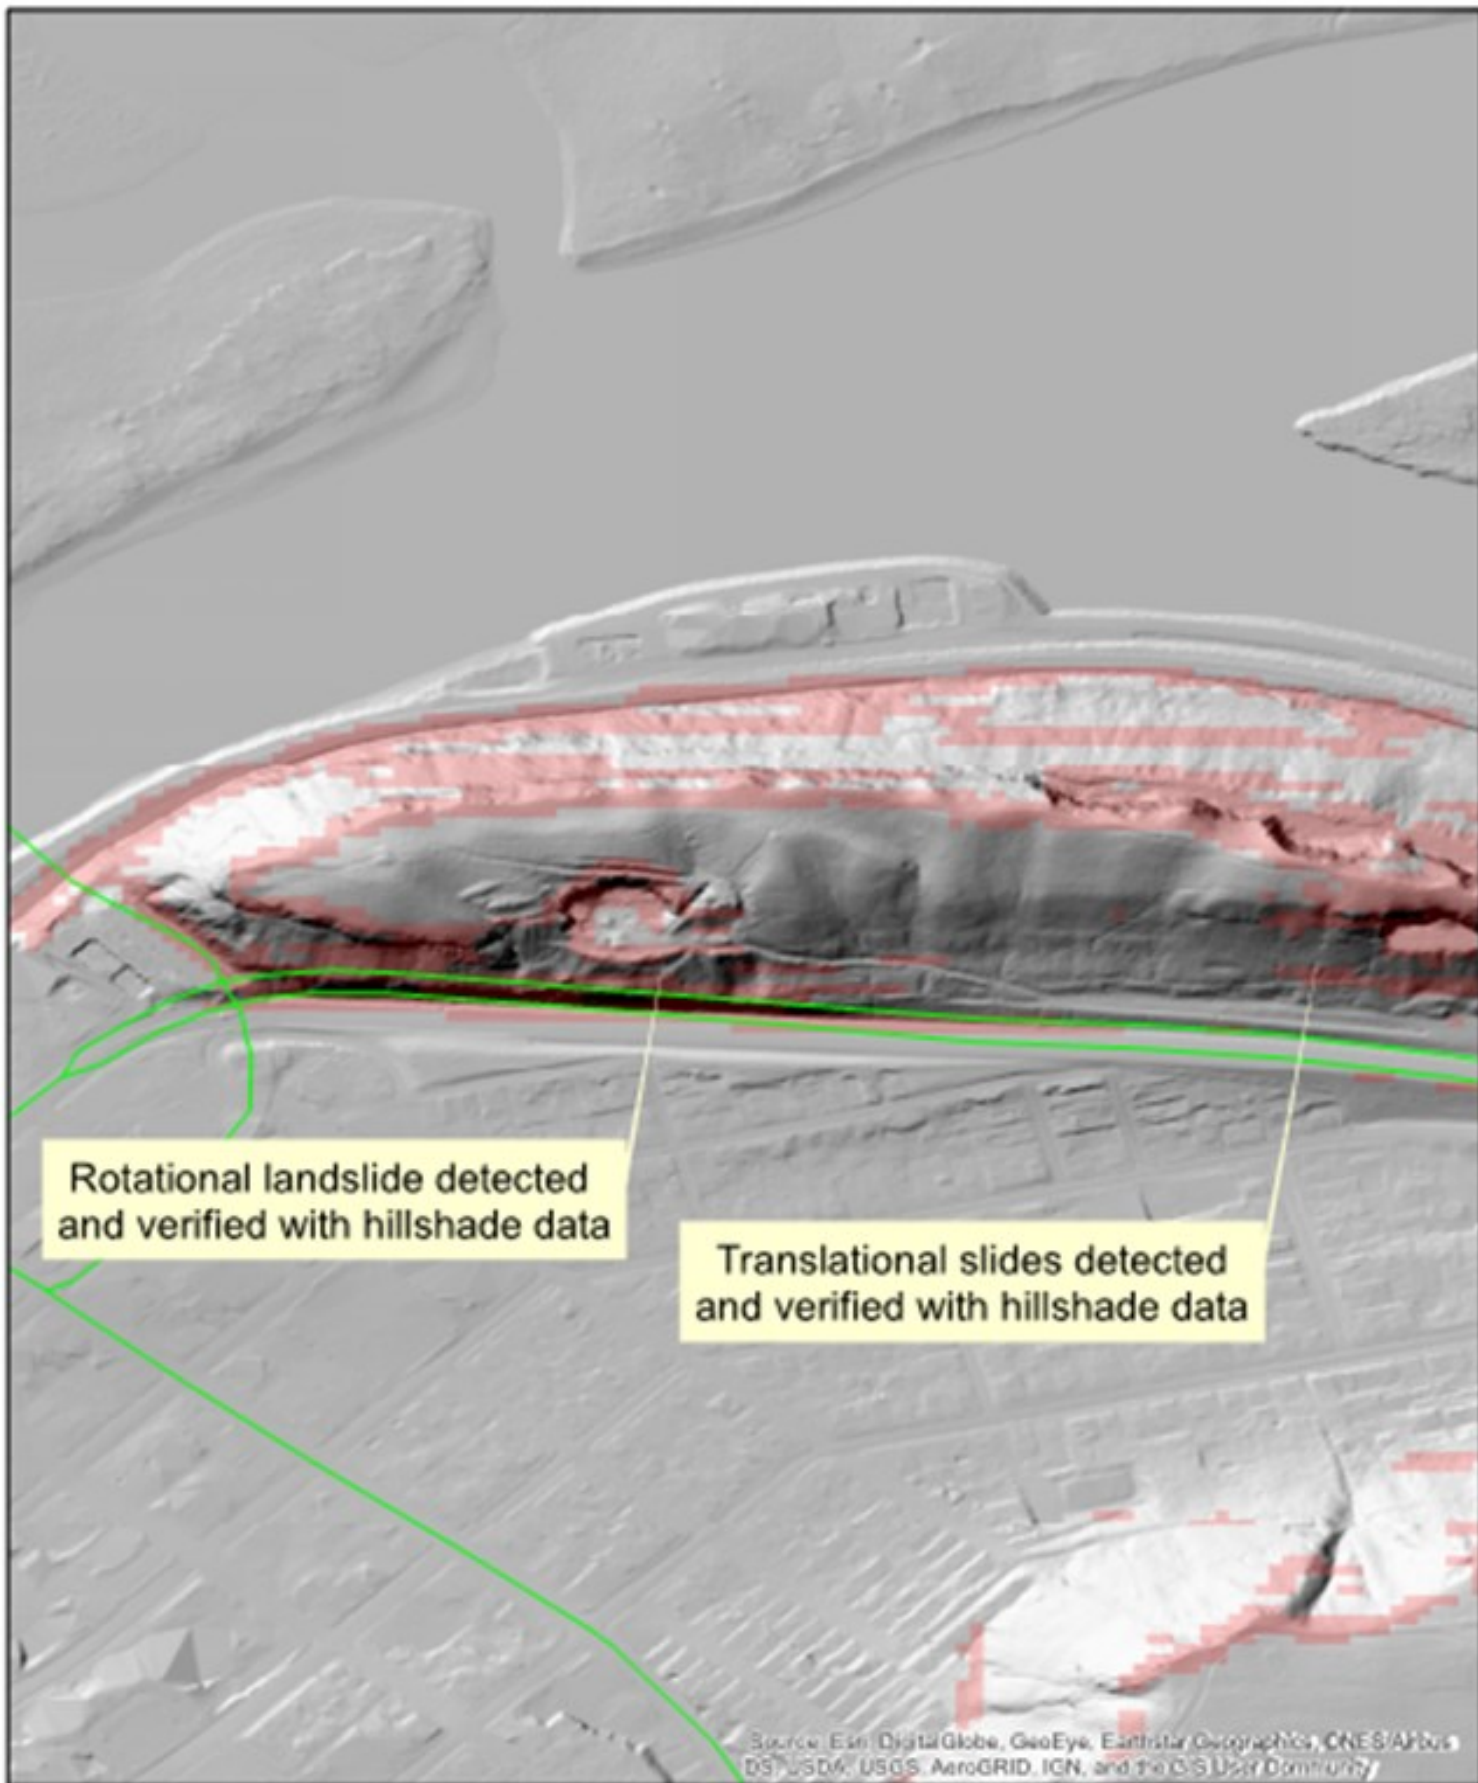 Rotational landslide detected
and verified with hillshade data
Translational slides detected
and verified with hillshade data
Source: Esri, DigitalGlobe, GeoEye, Earthstar Geographics, CNES/Airbus
DS, USDA, USGS, AeroGRID, IGN, and the GIS User Community